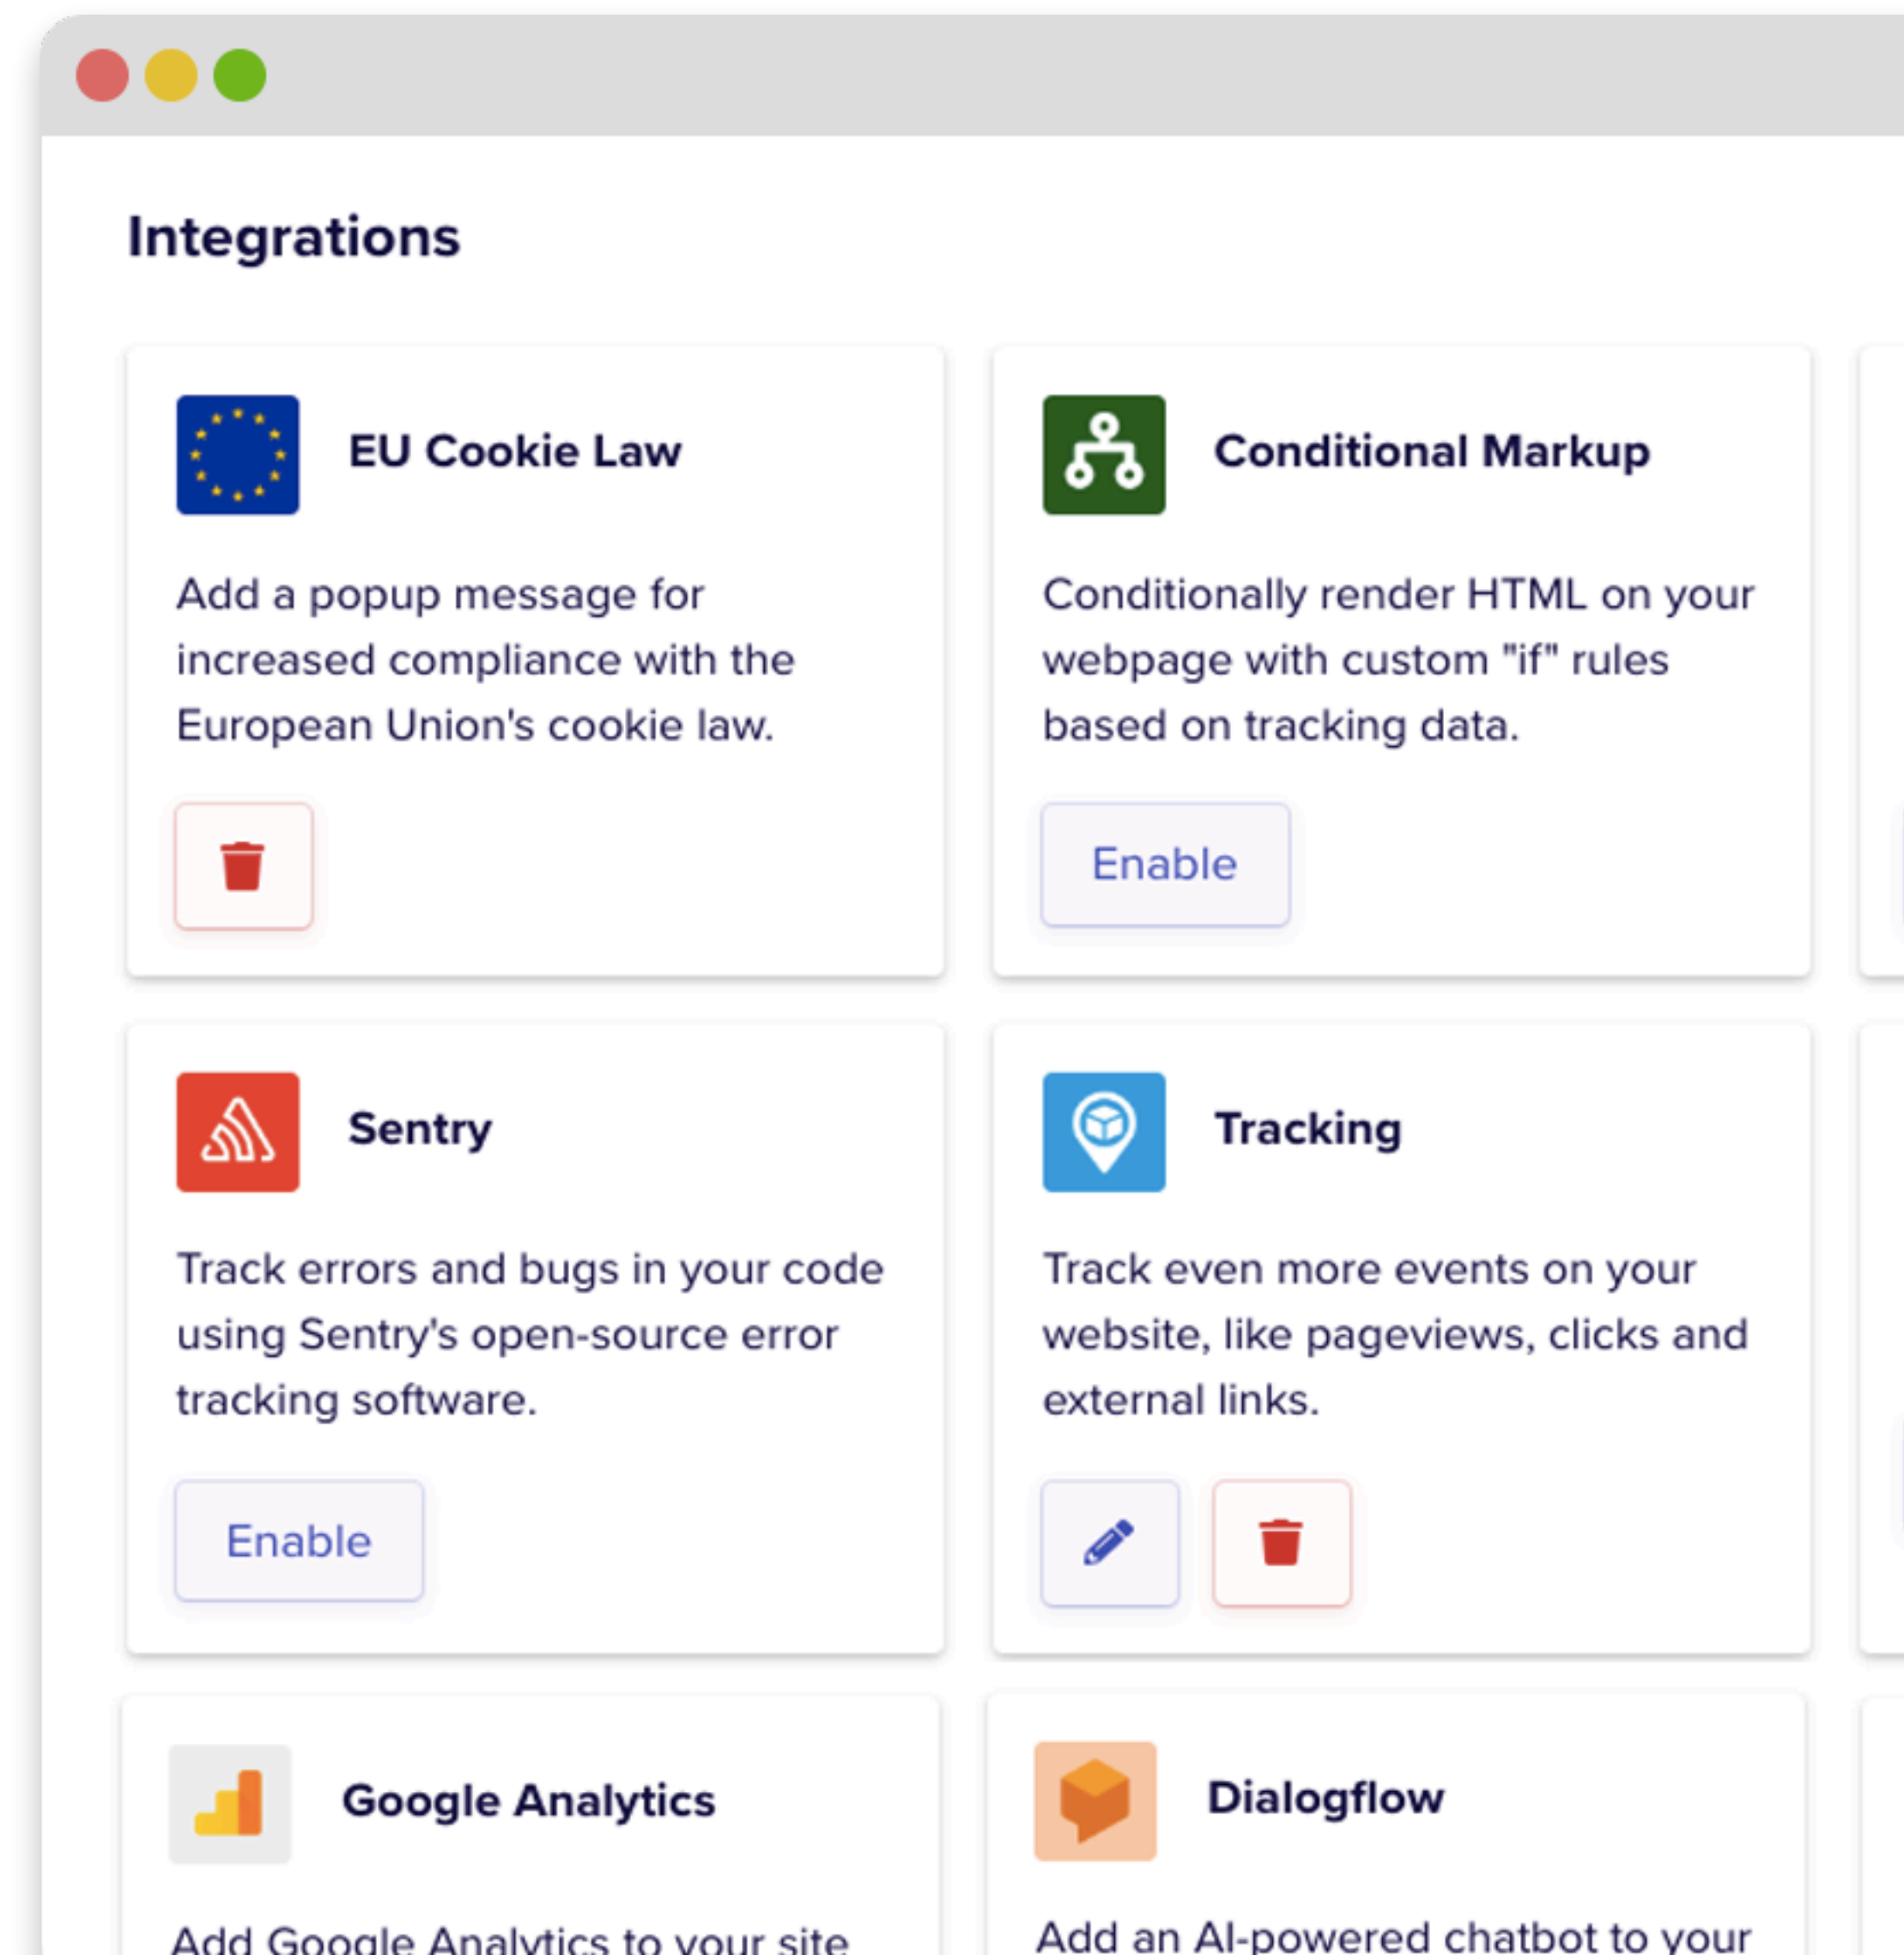 Integrations
EU Cookie Law
Add a popup message for
increased compliance with the
European Union's cookie law.
Conditional Markup
Conditionally render HTML on your
webpage with custom "if" rules
based on tracking data.
Enable
Sentry
Track errors and bugs in your code
using Sentry's open-source error
tracking software.
Enable
Tracking
Track even more events on your
website, like pageviews, clicks and
external links.
Google Analytics
Add Google Analytics to your site
Dialogflow
Add an AI-powered chatbot to your